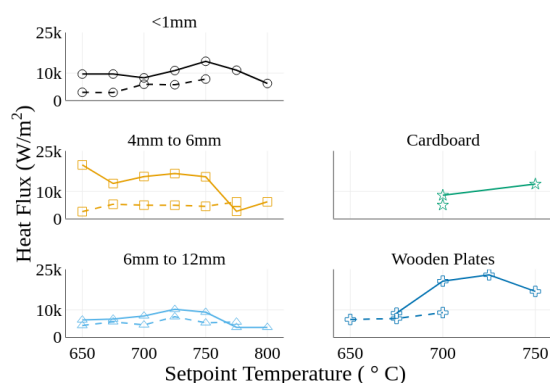 <1mm
25k
10k
0
4mm to 6mm
Cardboard
25k
10k
0
6mm to 12mm
Wooden Plates
25k
10k
0
650 700 750 800
650 700 750
Heat Flux (W/m²)
Setpoint Temperature ( ° C)